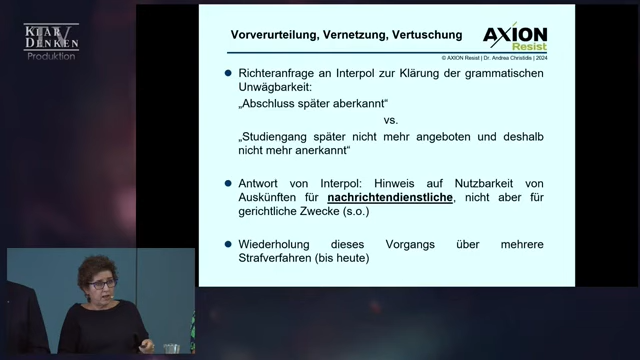 KLAR
DENKEN
TV
Produktion
Vorverurteilung, Vernetzung, Vertuschung
AXION
Resist
© AXION Resist | Dr. Andrea Christidis | 2024
Richteranfrage an Interpol zur Klärung der grammatischen
Unwägbarkeit:
„Abschluss später aberkannt“
vs.
„Studiengang später nicht mehr angeboten und deshalb
nicht mehr anerkannt“
Antwort von Interpol: Hinweis auf Nutzbarkeit von
Auskünften für nachrichtendienstliche, nicht aber für
gerichtliche Zwecke (s.o.)
Wiederholung dieses Vorgangs über mehrere
Strafverfahren (bis heute)